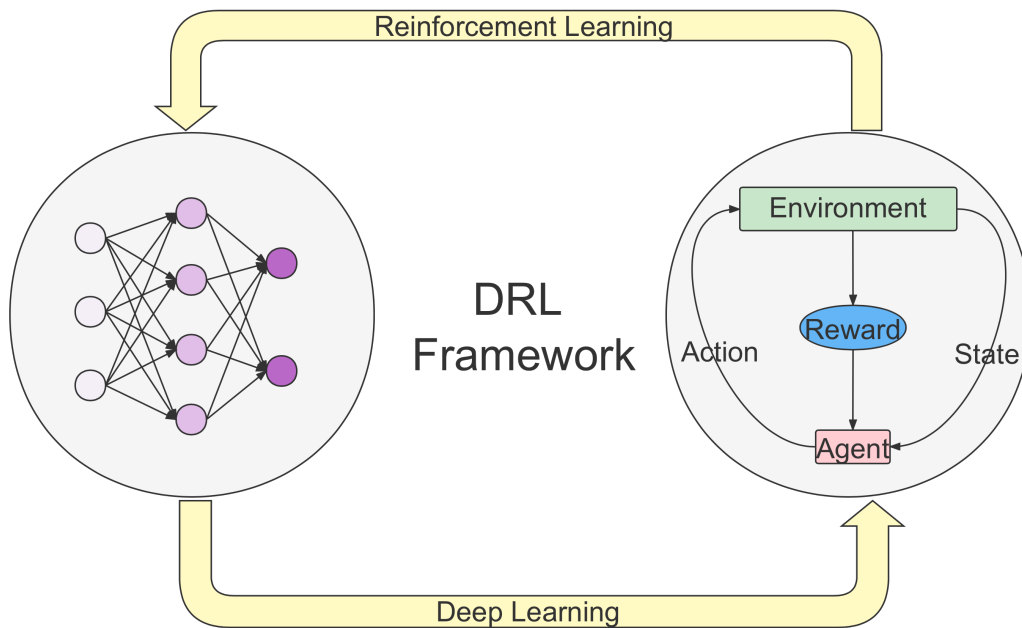 Reinforcement Learning
Environment
DRL
Framework
Reward
Action
State
Agent
Deep Learning